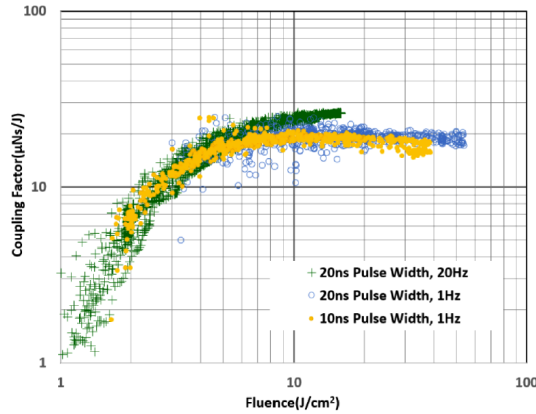 100
10
1
Coupling Factor(µNs/J)
+ 20ns Pulse Width, 20Hz
○ 20ns Pulse Width, 1Hz
● 10ns Pulse Width, 1Hz
1
10
100
Fluence(J/cm²)